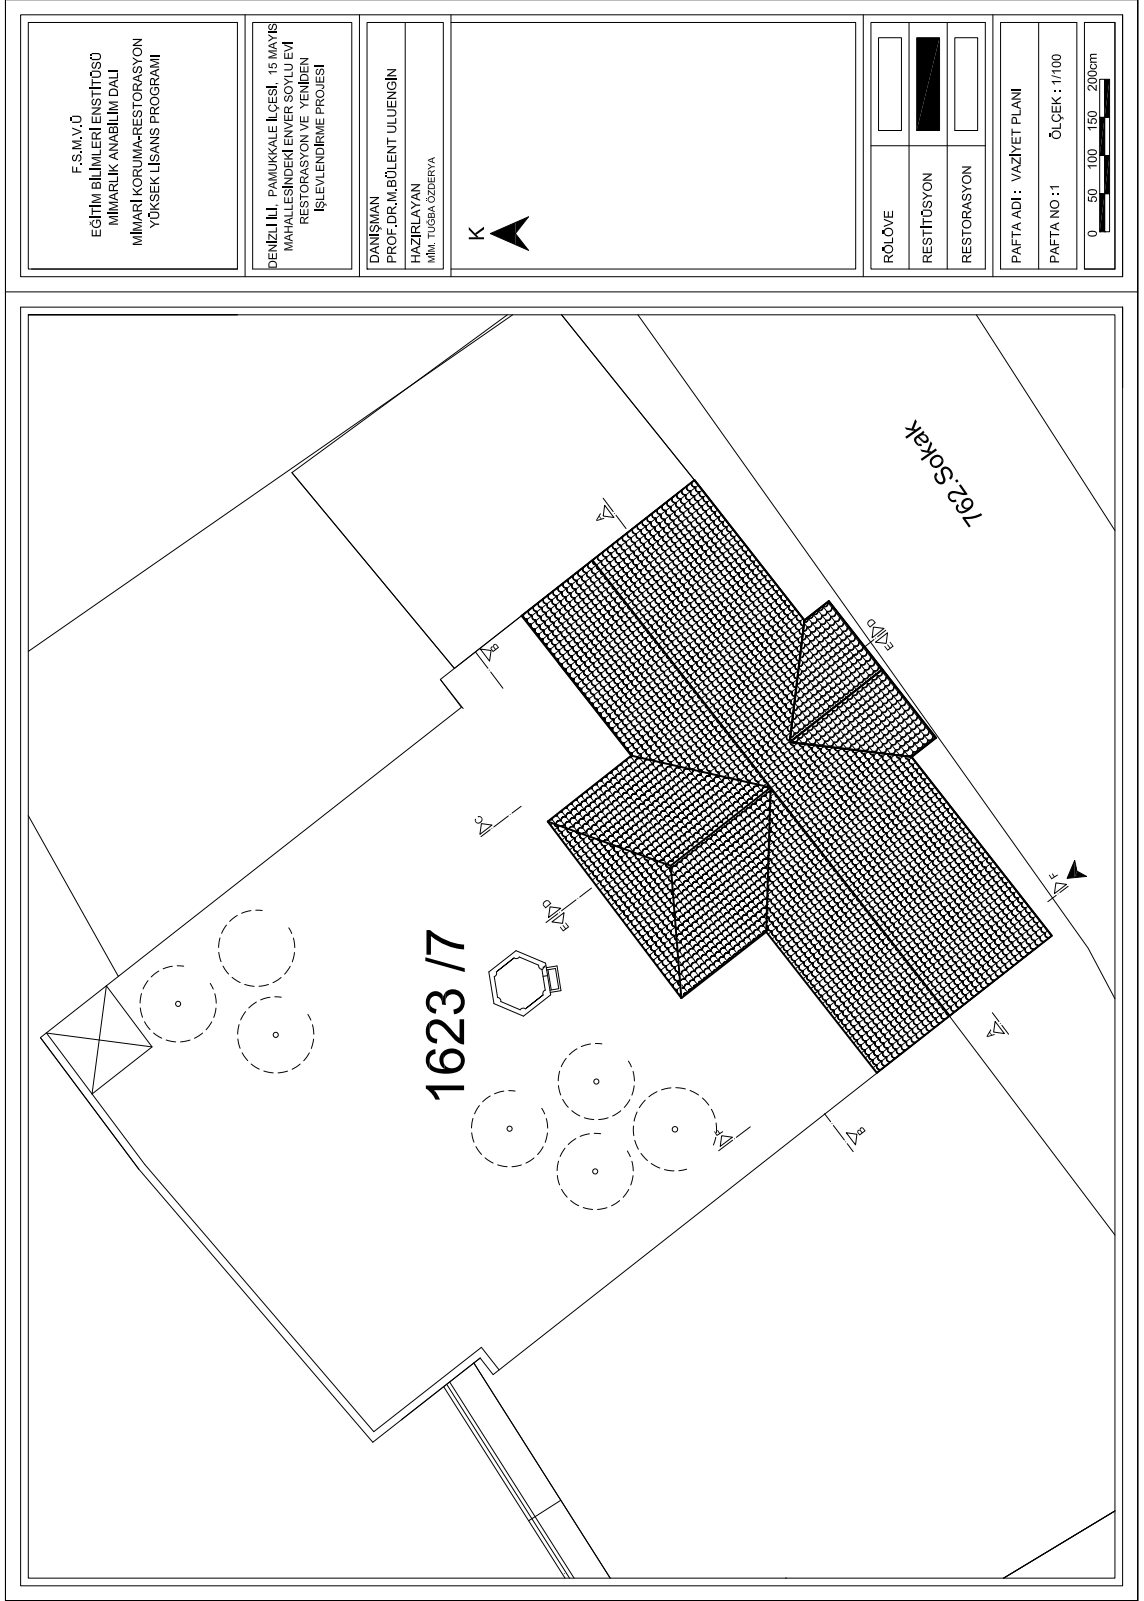 F.S.M.V.Ü
EĞİTİM BİLİMLERİ ENSTİTÜSÜ
MİMARLIK ANABİLİM DALI
MİMARİ KORUMA-RESTORASYON
YÜKSEK LİSANS PROGRAMI
DENİZLİ İLİ, PAMUKKALE İLÇESİ, 15 MAYIS
MAHALLESİNDEKİ ENVER SOYLU EVİ
RESTORASYON VE YENİDEN
İŞLEVLENDİRME PROJESİ
DANIŞMAN
PROF.DR.M.BÜLENT ULUENGİN
HAZIRLAYAN
MİM. TUĞBA ÖZDERYA
K
RÖLÖVE
RESTİTÜSYON
RESTORASYON
PAFTA ADI : VAZİYET PLANI
PAFTA NO :1 ÖLÇEK : 1/100
0 50 100 150 200cm
762.Sokak
1623 /7
A
B
C
E D
E D
F
F
A
B